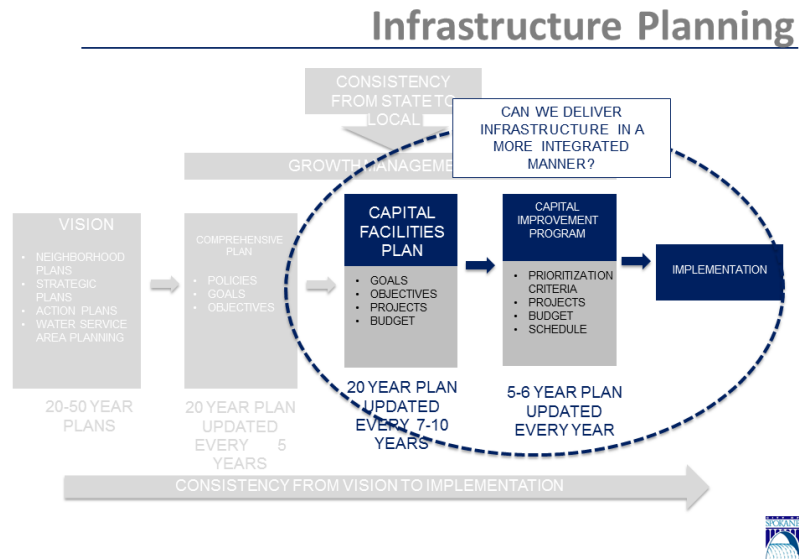 Infrastructure Planning
CONSISTENCY
FROM STATE TO
LOCAL
CAN WE DELIVER
INFRASTRUCTURE IN A
MORE INTEGRATED
MANNER?
GROWTH MANAGEME
VISION
• NEIGHBORHOOD
PLANS
• STRATEGIC
PLANS
• ACTION PLANS
• WATER SERVICE
AREA PLANNING
20-50 YEAR
PLANS
COMPREHENSIVE
PLAN
• POLICIES
• GOALS
• OBJECTIVES
20 YEAR PLAN
UPDATED
EVERY 5
YEARS
CAPITAL
FACILITIES
PLAN
• GOALS
• OBJECTIVES
• PROJECTS
• BUDGET
20 YEAR PLAN
UPDATED
EVERY 7-10
YEARS
CAPITAL
IMPROVEMENT
PROGRAM
• PRIORITIZATION
CRITERIA
• PROJECTS
• BUDGET
• SCHEDULE
5-6 YEAR PLAN
UPDATED
EVERY YEAR
IMPLEMENTATION
CONSISTENCY FROM VISION TO IMPLEMENTATION
SPOKANE